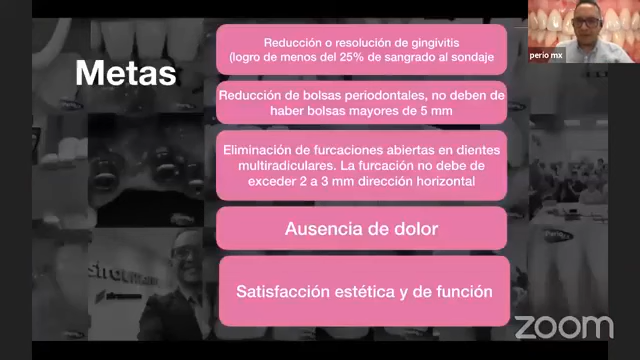 Metas
Reducción o resolución de gingivitis
(logro de menos del 25% de sangrado al sondaje
Reducción de bolsas periodontales, no deben de
haber bolsas mayores de 5 mm
Eliminación de furcaciones abiertas en dientes
multiradiculares. La furcación no debe de
exceder 2 a 3 mm dirección horizontal
Ausencia de dolor
Satisfacción estética y de función
perio mx
straumann
zoom